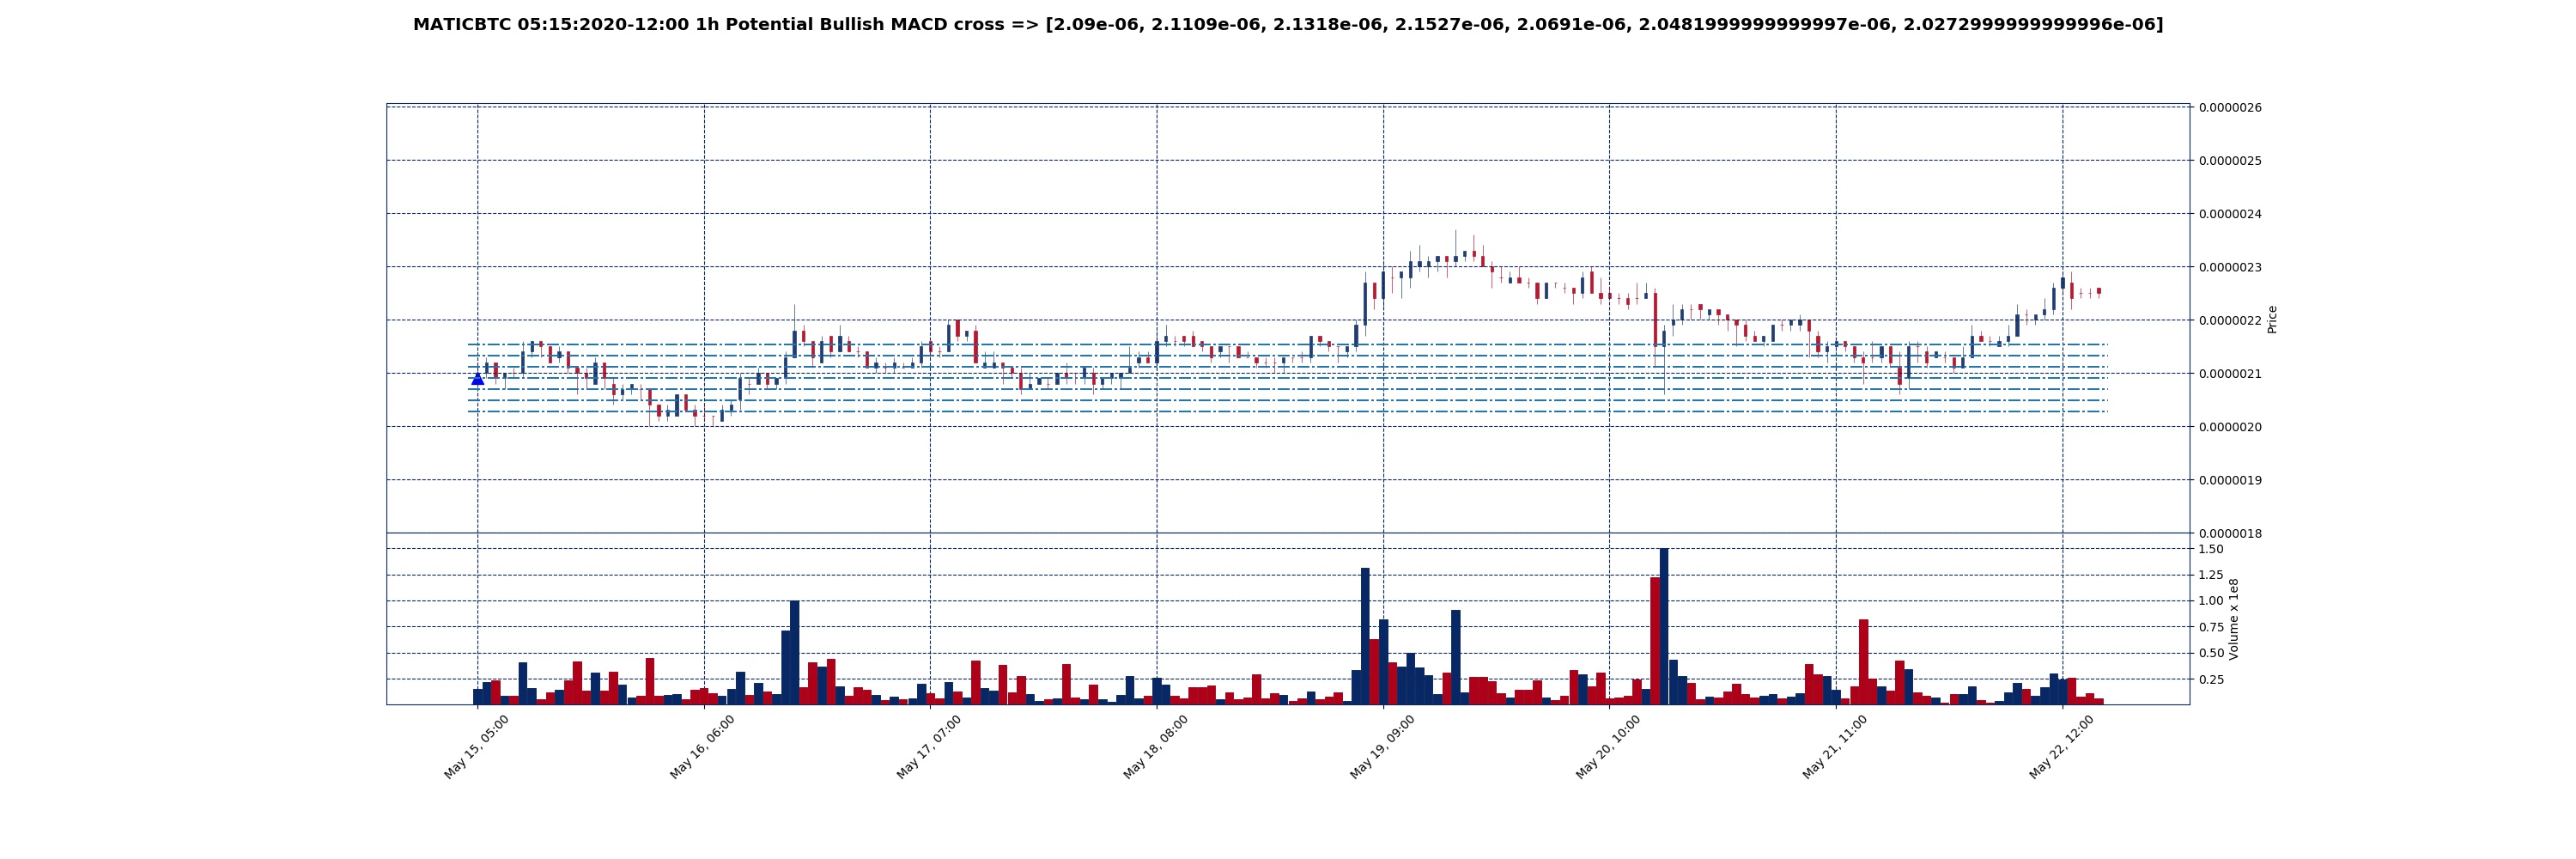 MATICBTC 05:15:2020-12:00 1h Potential Bullish MACD cross => [2.09e-06, 2.1109e-06, 2.1318e-06, 2.1527e-06, 2.0691e-06, 2.0481999999999997e-06, 2.0272999999999996e-06]
0.0000026
0.0000025
0.0000024
0.0000023
0.0000022
0.0000021
0.0000020
0.0000019
0.0000018
Price
1.50
1.25
1.00
0.75
0.50
0.25
Volume x 1e8
May 15, 05:00
May 16, 06:00
May 17, 07:00
May 18, 08:00
May 19, 09:00
May 20, 10:00
May 21, 11:00
May 22, 12:00